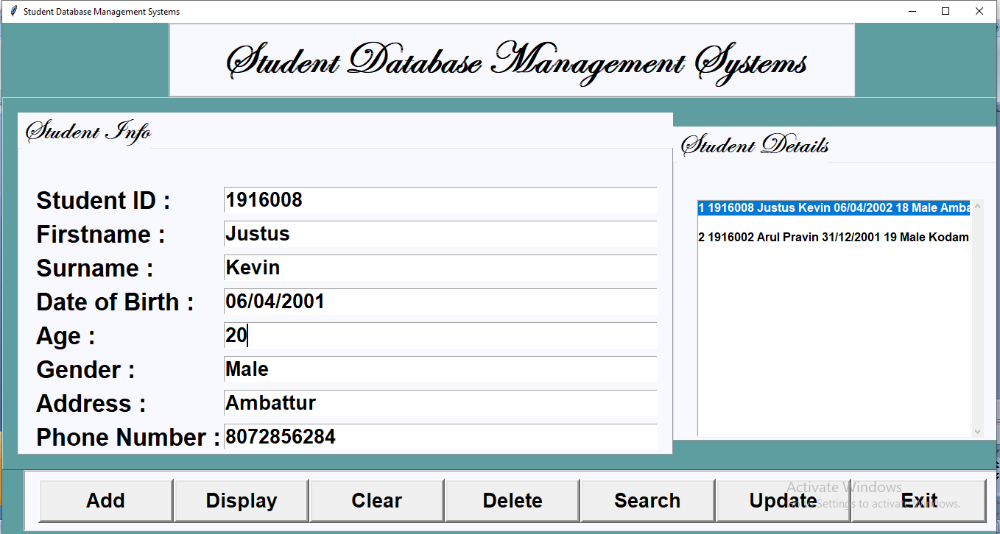 Student Database Management Systems
Student Database Management Systems
Student Info
Student ID : 1916008
Firstname : Justus
Surname : Kevin
Date of Birth : 06/04/2001
Age : 20
Gender : Male
Address : Ambattur
Phone Number : 8072856284
Student Details
1 1916008 Justus Kevin 06/04/2002 18 Male Amba
2 1916002 Arul Pravin 31/12/2001 19 Male Kodam
Add Display Clear Delete Search Update Exit
Activate Windows
Settings to activate Windows.